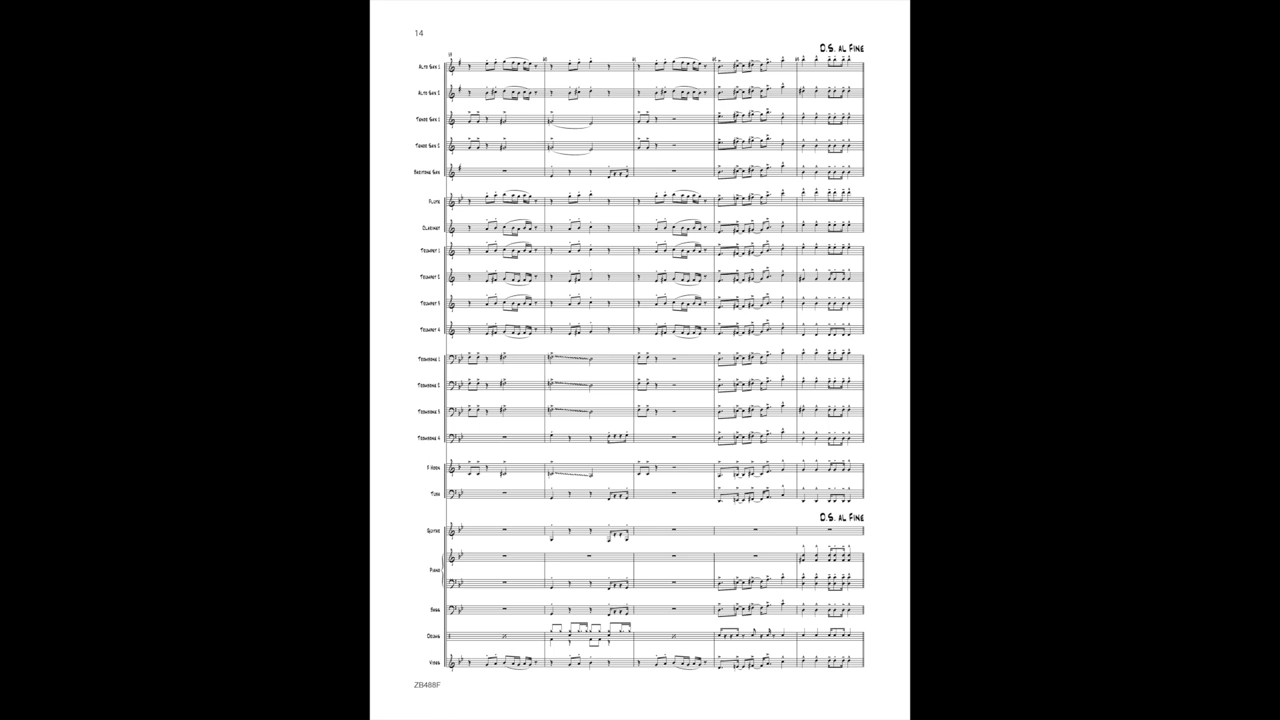 14
D.S. al Fine
Alto Sax 1
Alto Sax 2
Tenor Sax 1
Tenor Sax 2
Baritone Sax
Flute
Clarinet
Trumpet 1
Trumpet 2
Trumpet 3
Trumpet 4
Trombone 1
Trombone 2
Trombone 3
Trombone 4
F Horn
Tuba
D.S. al Fine
Guitar
Piano
Bass
Drums
Vibes
ZB488F